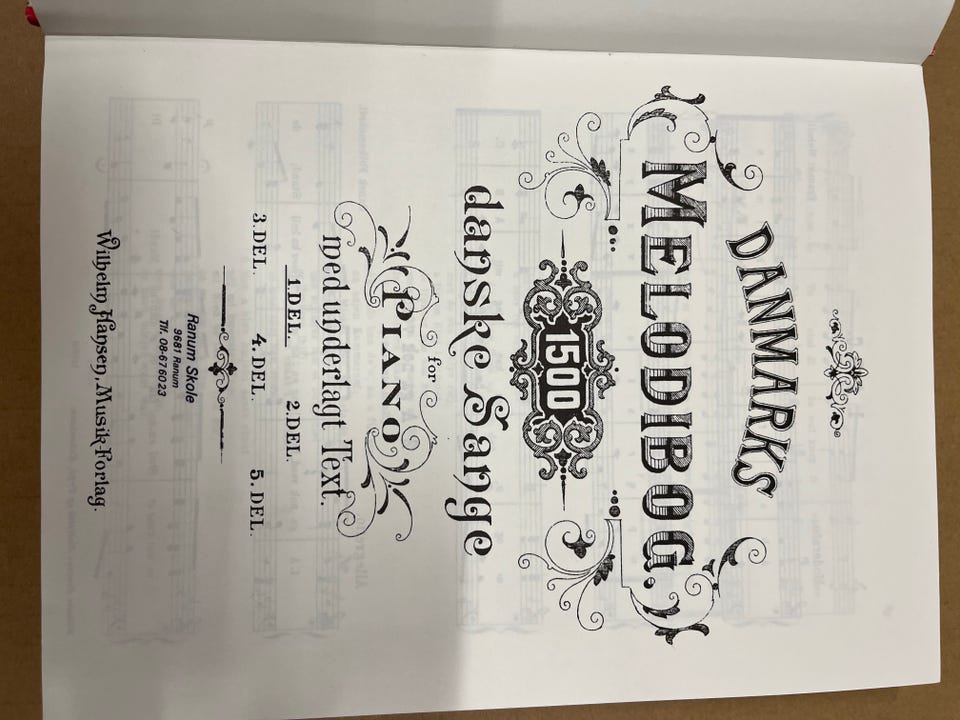 DANMARKS
MELODIBOG.
1500
danske Sange
for
PIANO
med underlagt Text.
1. DEL. 2. DEL.
3. DEL. 4. DEL. 5. DEL.
Ranum Skole
9681 Ranum
Tlf. 08-676023
Wilhelm Hansen, Musik-Forlag.